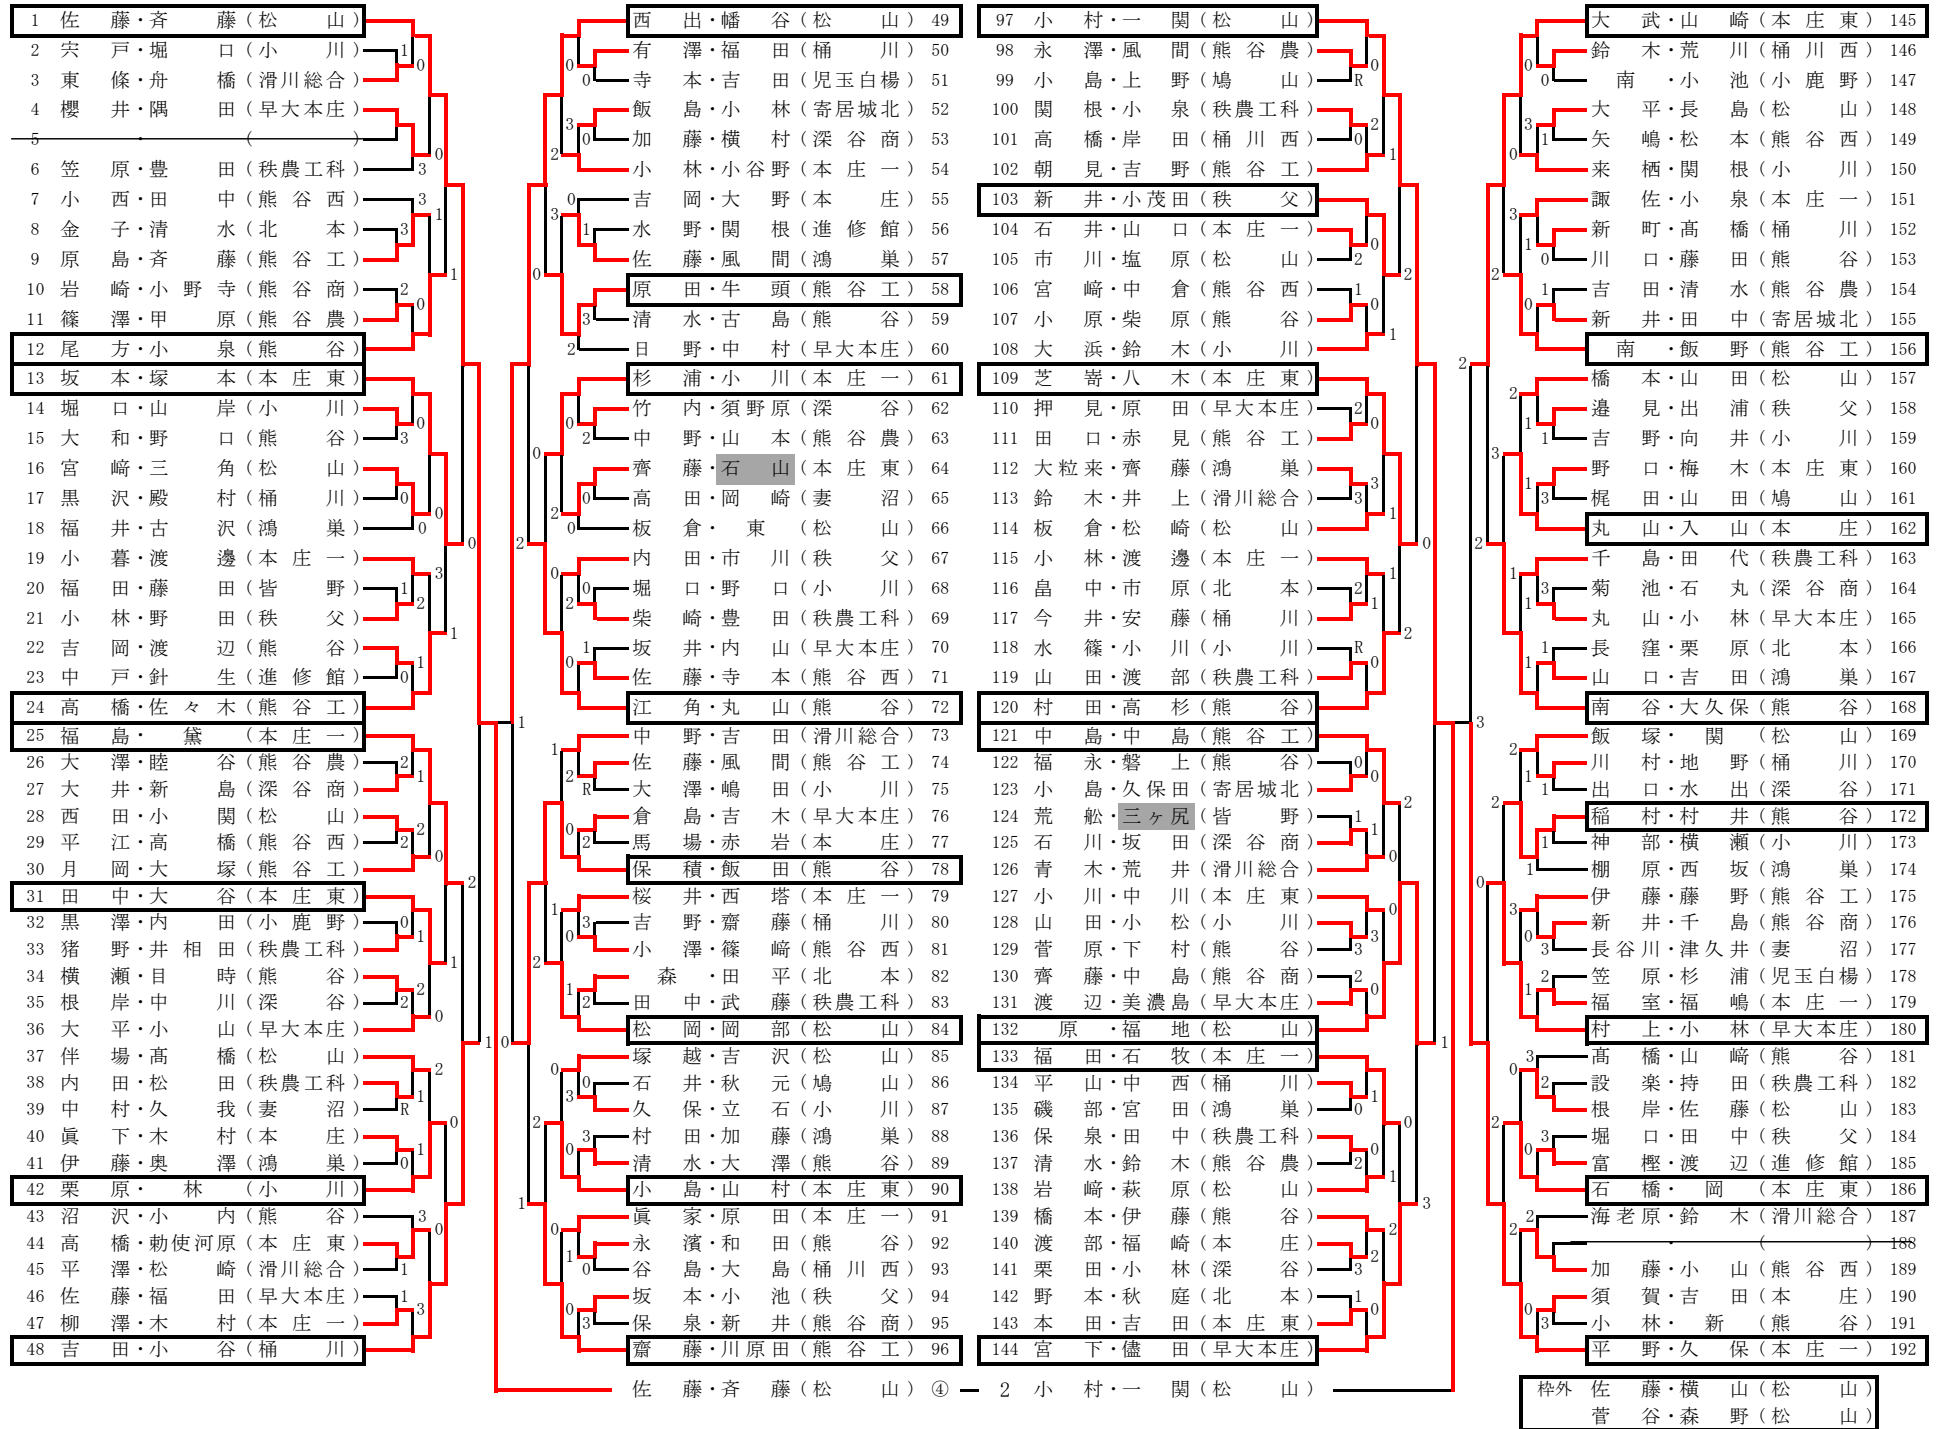 1 佐藤・斉藤(松山)
2 宍戸・堀口(小川)
3 東條・舟橋(滑川総合)
4 櫻井・隅田(早大本庄)
5 ・ ( )
6 笠原・豊田(秩農工科)
7 小西・田中(熊谷西)
8 金子・清水(北本)
9 原島・斉藤(熊谷工)
10 岩崎・小野寺(熊谷商)
11 篠澤・甲原(熊谷農)
12 尾方・小泉(熊谷)
13 坂本・塚本(本庄東)
14 堀口・山岸(小川)
15 大和・野口(熊谷)
16 宮﨑・三角(松山)
17 黒沢・殿村(桶川)
18 福井・古沢(鴻巣)
19 小暮・渡邊(本庄一)
20 福田・藤田(皆野)
21 小林・野田(秩父)
22 吉岡・渡辺(熊谷)
23 中戸・針生(進修館)
24 高橋・佐々木(熊谷工)
25 福島・黛(本庄一)
26 大澤・睦谷(熊谷農)
27 大井・新島(深谷商)
28 西田・小関(松山)
29 平江・高橋(熊谷西)
30 月岡・大塚(熊谷工)
31 田中・大谷(本庄東)
32 黒澤・内田(小鹿野)
33 猪野・井相田(秩農工科)
34 横瀬・目時(熊谷)
35 根岸・中川(深谷)
36 大平・小山(早大本庄)
37 伴場・髙橋(松山)
38 内田・松田(秩農工科)
39 中村・久我(妻沼)
40 眞下・木村(本庄)
41 伊藤・奥澤(鴻巣)
42 栗原・林(小川)
43 沼沢・小内(熊谷)
44 高橋・勅使河原(本庄東)
45 平澤・松崎(滑川総合)
46 佐藤・福田(早大本庄)
47 柳澤・木村(本庄一)
48 吉田・小谷(桶川)
西出・幡谷(松山) 49
有澤・福田(桶川) 50
寺本・吉田(児玉白楊) 51
飯島・小林(寄居城北) 52
加藤・横村(深谷商) 53
小林・小谷野(本庄一) 54
吉岡・大野(本庄) 55
水野・関根(進修館) 56
佐藤・風間(鴻巣) 57
原田・牛頭(熊谷工) 58
清水・古島(熊谷) 59
日野・中村(早大本庄) 60
杉浦・小川(本庄一) 61
竹内・須野原(深谷) 62
中野・山本(熊谷農) 63
齊藤・石山(本庄東) 64
高田・岡崎(妻沼) 65
板倉・東(松山) 66
内田・市川(秩父) 67
堀口・野口(小川) 68
柴崎・豊田(秩農工科) 69
坂井・内山(早大本庄) 70
佐藤・寺本(熊谷西) 71
江角・丸山(熊谷) 72
中野・吉田(滑川総合) 73
佐藤・風間(熊谷工) 74
大澤・嶋田(小川) 75
倉島・吉木(早大本庄) 76
馬場・赤岩(本庄) 77
保積・飯田(熊谷) 78
桜井・西塔(本庄一) 79
吉野・齋藤(桶川) 80
小澤・篠﨑(熊谷西) 81
森・田平(北本) 82
田中・武藤(秩農工科) 83
松岡・岡部(松山) 84
塚越・吉沢(松山) 85
石井・秋元(鳩山) 86
久保・立石(小川) 87
村田・加藤(鴻巣) 88
清水・大澤(熊谷) 89
小島・山村(本庄東) 90
眞家・原田(本庄一) 91
永濱・和田(熊谷) 92
谷島・大島(桶川西) 93
坂本・小池(秩父) 94
保泉・新井(熊谷商) 95
齋藤・川原田(熊谷工) 96
97 小村・一関(松山)
98 永澤・風間(熊谷農)
99 小島・上野(鳩山)
100 関根・小泉(秩農工科)
101 高橋・岸田(桶川西)
102 朝見・吉野(熊谷工)
103 新井・小茂田(秩父)
104 石井・山口(本庄一)
105 市川・塩原(松山)
106 宮﨑・中倉(熊谷西)
107 小原・柴原(熊谷)
108 大浜・鈴木(小川)
109 芝嵜・八木(本庄東)
110 押見・原田(早大本庄)
111 田口・赤見(熊谷工)
112 大粒来・齊藤(鴻巣)
113 鈴木・井上(滑川総合)
114 板倉・松崎(松山)
115 小林・渡邊(本庄一)
116 畠中・市原(北本)
117 今井・安藤(桶川)
118 水篠・小川(小川)
119 山田・渡部(秩農工科)
120 村田・高杉(熊谷)
121 中島・中島(熊谷工)
122 福永・磐上(熊谷)
123 小島・久保田(寄居城北)
124 荒舩・三ヶ尻(皆野)
125 石川・坂田(深谷商)
126 青木・荒井(滑川総合)
127 小川・中川(本庄東)
128 山田・小松(小川)
129 菅原・下村(熊谷)
130 齊藤・中島(熊谷商)
131 渡辺・美濃島(早大本庄)
132 原・福地(松山)
133 福田・石牧(本庄一)
134 平山・中西(桶川)
135 磯部・宮田(鴻巣)
136 保泉・田中(秩農工科)
137 清水・鈴木(熊谷農)
138 岩﨑・萩原(松山)
139 橋本・伊藤(熊谷)
140 渡部・福崎(本庄)
141 栗田・小林(深谷)
142 野本・秋庭(北本)
143 本田・吉田(本庄東)
144 宮下・儘田(早大本庄)
大武・山崎(本庄東) 145
鈴木・荒川(桶川西) 146
南・小池(小鹿野) 147
大平・長島(松山) 148
矢嶋・松本(熊谷西) 149
来栖・関根(小川) 150
諏佐・小泉(本庄一) 151
新町・髙橋(桶川) 152
川口・藤田(熊谷) 153
吉田・清水(熊谷農) 154
新井・田中(寄居城北) 155
南・飯野(熊谷工) 156
橋本・山田(松山) 157
邉見・出浦(秩父) 158
吉野・向井(小川) 159
野口・梅木(本庄東) 160
梶田・山田(鳩山) 161
丸山・入山(本庄) 162
千島・田代(秩農工科) 163
菊池・石丸(深谷商) 164
丸山・小林(早大本庄) 165
長窪・栗原(北本) 166
山口・吉田(鴻巣) 167
南谷・大久保(熊谷) 168
飯塚・関(松山) 169
川村・地野(桶川) 170
出口・水出(深谷) 171
稲村・村井(熊谷) 172
神部・横瀬(小川) 173
棚原・西坂(鴻巣) 174
伊藤・藤野(熊谷工) 175
新井・千島(熊谷商) 176
長谷川・津久井(妻沼) 177
笠原・杉浦(児玉白楊) 178
福室・福嶋(本庄一) 179
村上・小林(早大本庄) 180
髙橋・山﨑(熊谷) 181
設楽・持田(秩農工科) 182
根岸・佐藤(松山) 183
堀口・田中(秩父) 184
富樫・渡辺(進修館) 185
石橋・岡(本庄東) 186
海老原・鈴木(滑川総合) 187
・ ( ) 188
加藤・小山(熊谷西) 189
須賀・吉田(本庄) 190
小林・新(熊谷) 191
平野・久保(本庄一) 192
佐藤・斉藤(松山) ④ ― 2 小村・一関(松山)
枠外 佐藤・横山(松山)
菅谷・森野(松山)